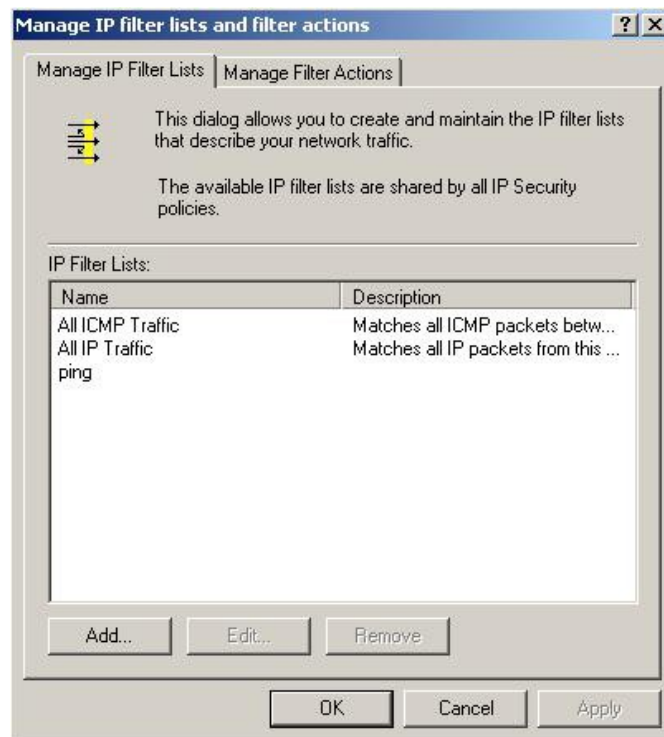 Manage IP filter lists and filter actions
Manage IP Filter Lists Manage Filter Actions
This dialog allows you to create and maintain the IP filter lists
that describe your network traffic.
The available IP filter lists are shared by all IP Security
policies.
IP Filter Lists:
Name Description
All ICMP Traffic Matches all ICMP packets betw...
All IP Traffic Matches all IP packets from this ...
ping
Add... Edit... Remove
OK Cancel Apply